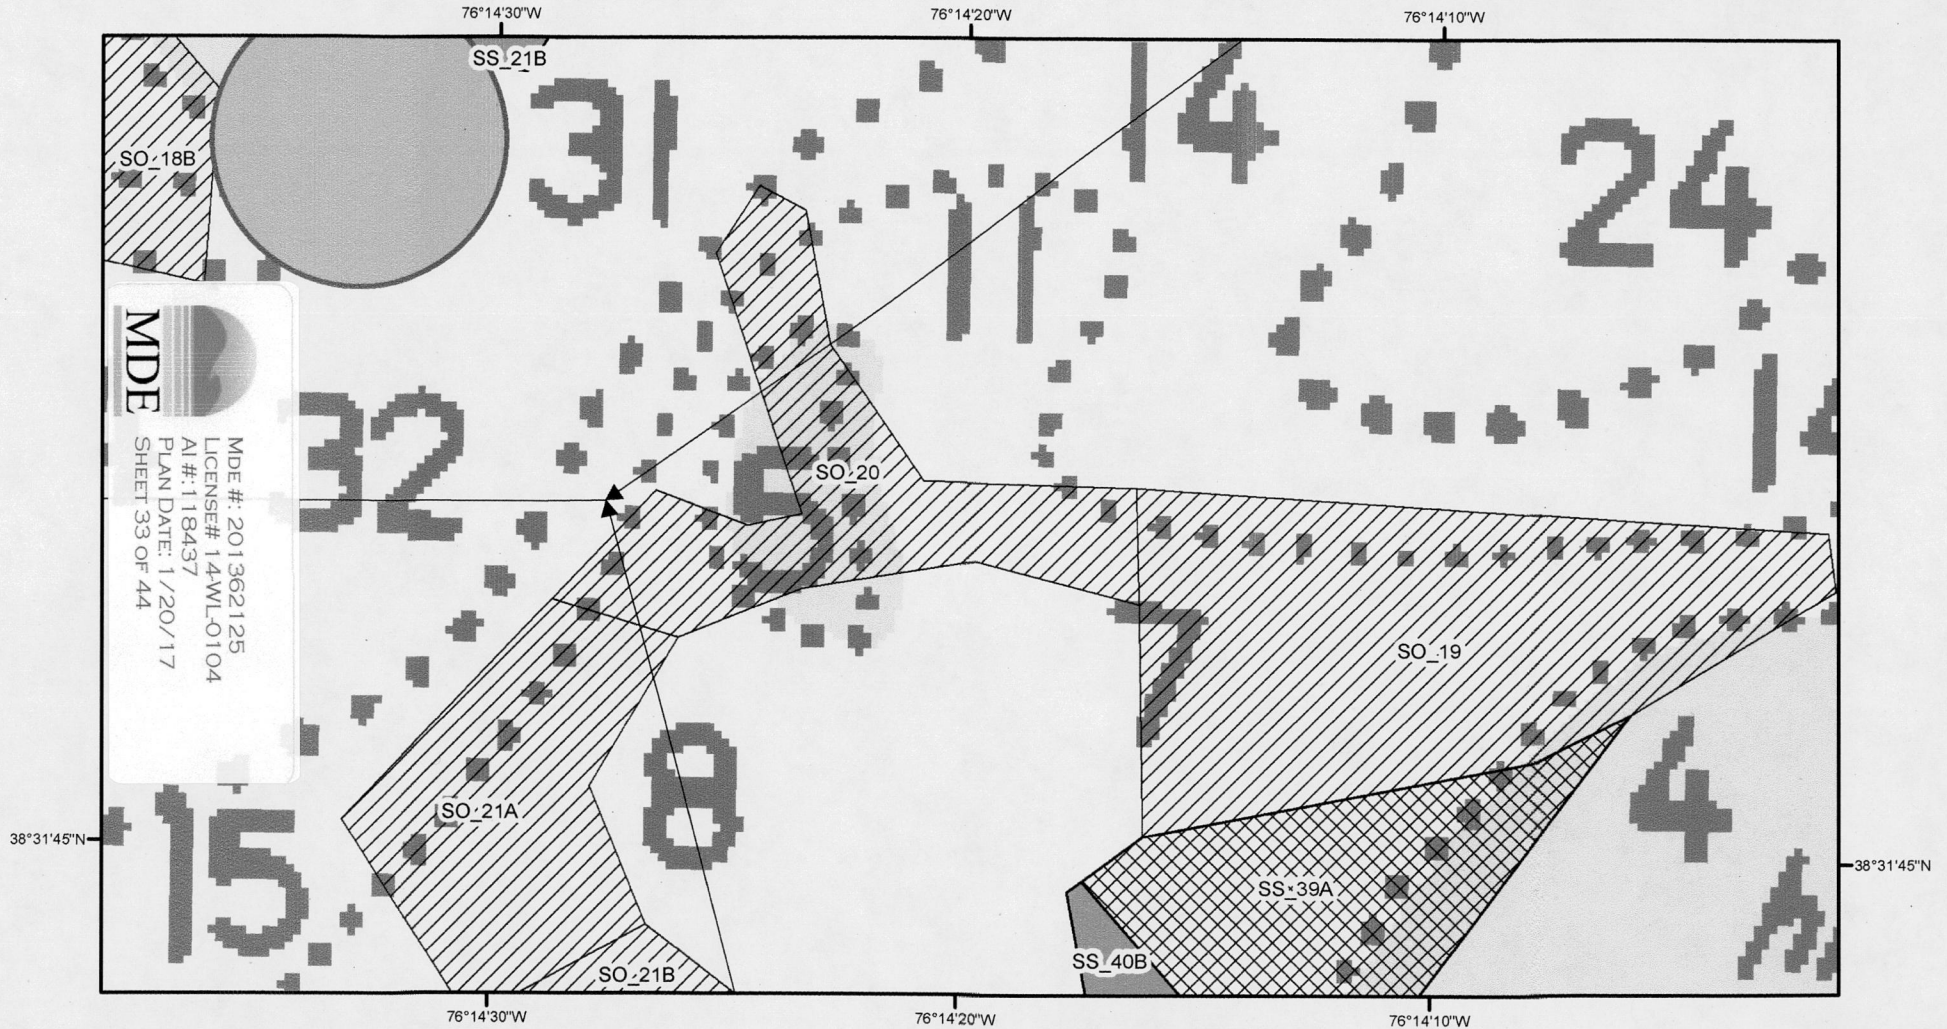 76°14'30"W
76°14'20"W
76°14'10"W
SS_21B
31
14
24
SO_18B
11
MDE
MDE #: 201362125
LICENSE# 14-WL-0104
AI #:118437
PLAN DATE: 1/20/17
SHEET 33 OF 44
32
14
SO_20
5
7
SO_19
8
4
SO_21A
15
38°31'45"N
38°31'45"N
SS_39A
SS_40B
SO_21B
76°14'30"W
76°14'20"W
76°14'10"W